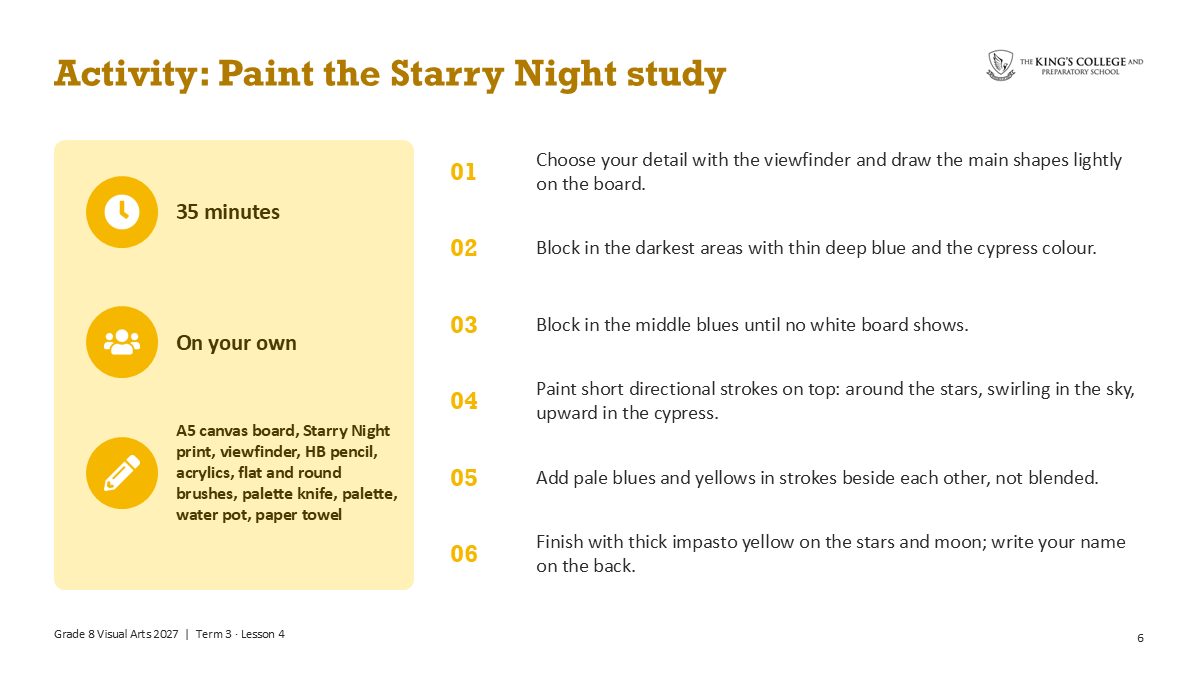 Activity: Paint the Starry Night study
THE KING'S COLLEGE AND
PREPARATORY SCHOOL
35 minutes
On your own
A5 canvas board, Starry Night
print, viewfinder, HB pencil,
acrylics, flat and round
brushes, palette knife, palette,
water pot, paper towel
01
Choose your detail with the viewfinder and draw the main shapes lightly
on the board.
02
Block in the darkest areas with thin deep blue and the cypress colour.
03
Block in the middle blues until no white board shows.
04
Paint short directional strokes on top: around the stars, swirling in the sky,
upward in the cypress.
05
Add pale blues and yellows in strokes beside each other, not blended.
06
Finish with thick impasto yellow on the stars and moon; write your name
on the back.
Grade 8 Visual Arts 2027 | Term 3 · Lesson 4
6